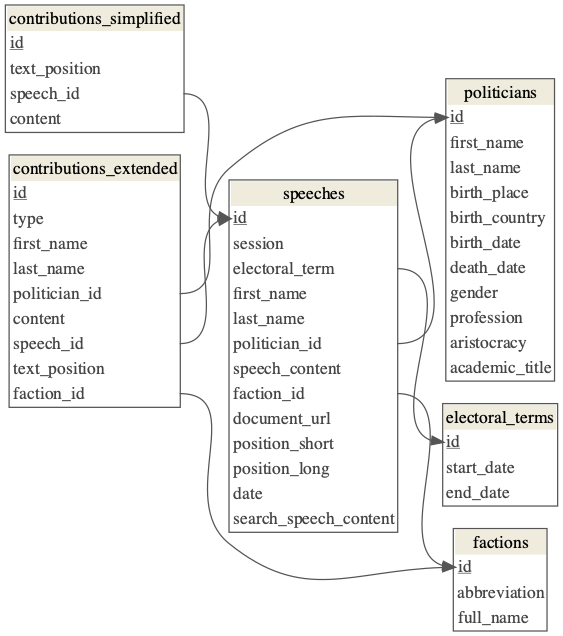 contributions_simplified
id
text_position
speech_id
content
contributions_extended
id
type
first_name
last_name
politician_id
content
speech_id
text_position
faction_id
speeches
id
session
electoral_term
first_name
last_name
politician_id
speech_content
faction_id
document_url
position_short
position_long
date
search_speech_content
politicians
id
first_name
last_name
birth_place
birth_country
birth_date
death_date
gender
profession
aristocracy
academic_title
electoral_terms
id
start_date
end_date
factions
id
abbreviation
full_name